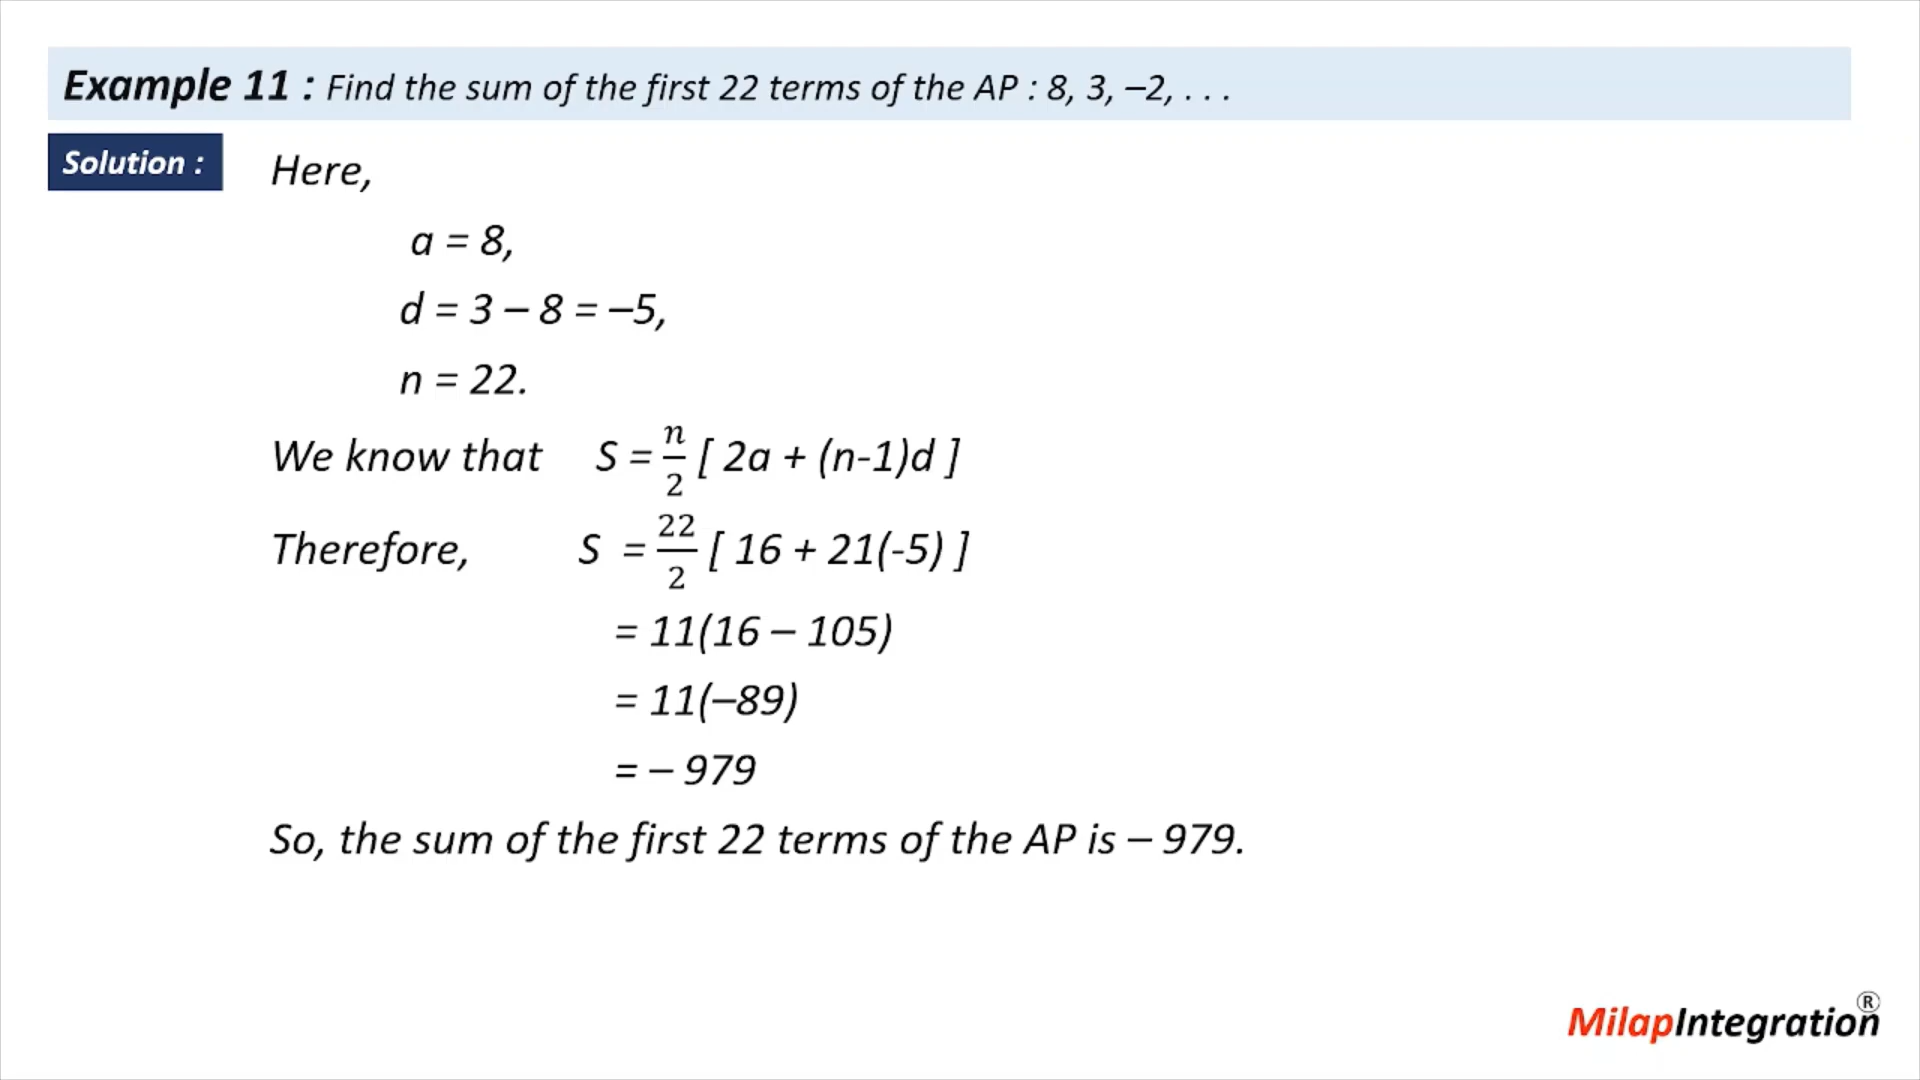 Example 11 : Find the sum of the first 22 terms of the AP : 8, 3, –2, . . .
Solution :
Here,
a = 8,
d = 3 – 8 = –5,
n = 22.
We know that S = n/2 [ 2a + (n-1)d ]
Therefore, S = 22/2 [ 16 + 21(-5) ]
= 11(16 – 105)
= 11(–89)
= – 979
So, the sum of the first 22 terms of the AP is – 979.
MilapIntegration®